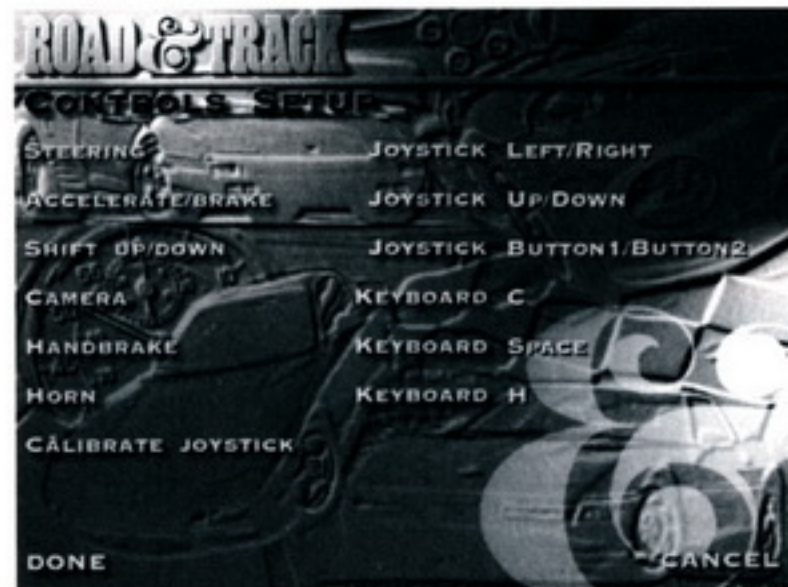 ROAD & TRACK
CONTROLS SETUP
STEERING JOYSTICK LEFT/RIGHT
ACCELERATE/BRAKE JOYSTICK UP/DOWN
SHIFT UP/DOWN JOYSTICK BUTTON1/BUTTON2
CAMERA KEYBOARD C
HANDBRAKE KEYBOARD SPACE
HORN KEYBOARD H
CALIBRATE JOYSTICK
DONE CANCEL